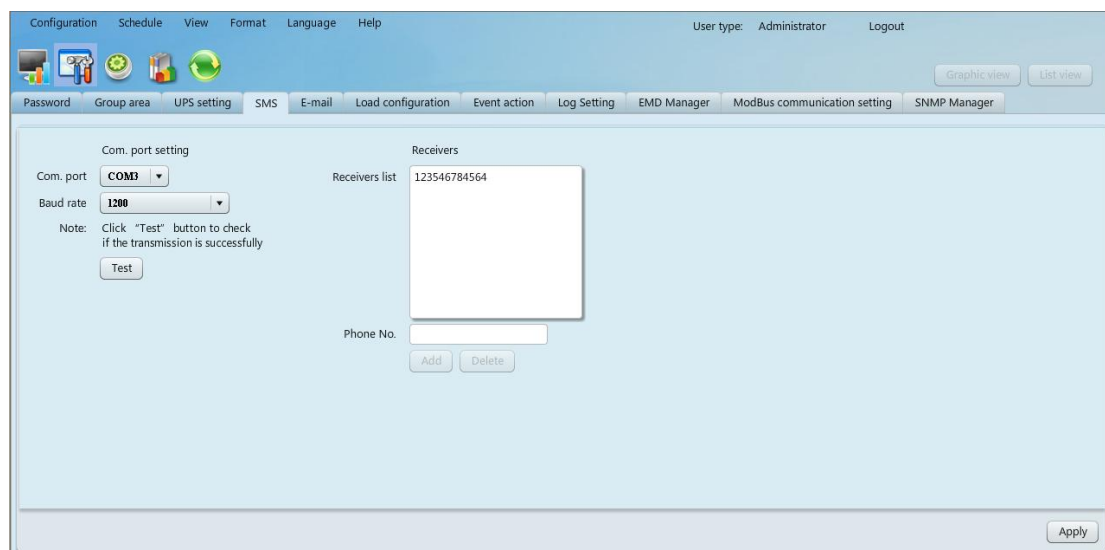 Configuration Schedule View Format Language Help User type: Administrator Logout
Graphic view List view
Password Group area UPS setting SMS E-mail Load configuration Event action Log Setting EMD Manager ModBus communication setting SNMP Manager
Com. port setting Receivers
Com. port COM3 Receivers list 123546784564
Baud rate 1200
Note: Click “Test” button to check
if the transmission is successfully
Test
Phone No.
Add Delete
Apply